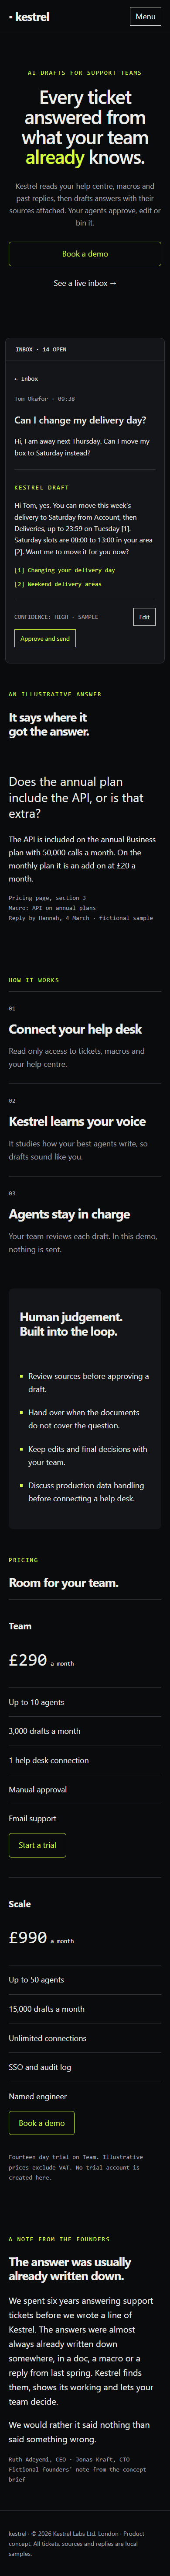 kestrel
Menu
AI DRAFTS FOR SUPPORT TEAMS
Every ticket
answered from
what your team
already knows.
Kestrel reads your help centre, macros and
past replies, then drafts answers with their
sources attached. Your agents approve, edit or
bin it.
Book a demo
See a live inbox →
INBOX · 14 OPEN
← Inbox
Tom Okafor · 09:38
Can I change my delivery day?
Hi, I am away next Thursday. Can I move my
box to Saturday instead?
KESTREL DRAFT
Hi Tom, yes. You can move this week's
delivery to Saturday from Account, then
Deliveries, up to 23:59 on Tuesday [1].
Saturday slots are 08:00 to 13:00 in your area
[2]. Want me to move it for you now?
[1] Changing your delivery day
[2] Weekend delivery areas
CONFIDENCE: HIGH · SAMPLE
Edit
Approve and send
AN ILLUSTRATIVE ANSWER
It says where it
got the answer.
Does the annual plan
include the API, or is that
extra?
The API is included on the annual Business
plan with 50,000 calls a month. On the
monthly plan it is an add on at £20 a
month.
Pricing page, section 3
Macro: API on annual plans
Reply by Hannah, 4 March · fictional sample
HOW IT WORKS
01
Connect your help desk
Read only access to tickets, macros and
your help centre.
02
Kestrel learns your voice
It studies how your best agents write, so
drafts sound like you.
03
Agents stay in charge
Your team reviews each draft. In this demo,
nothing is sent.
Human judgement.
Built into the loop.
Review sources before approving a
draft.
Hand over when the documents
do not cover the question.
Keep edits and final decisions with
your team.
Discuss production data handling
before connecting a help desk.
PRICING
Room for your team.
Team
£290 a month
Up to 10 agents
3,000 drafts a month
1 help desk connection
Manual approval
Email support
Start a trial
Scale
£990 a month
Up to 50 agents
15,000 drafts a month
Unlimited connections
SSO and audit log
Named engineer
Book a demo
Fourteen day trial on Team. Illustrative
prices exclude VAT. No trial account is
created here.
A NOTE FROM THE FOUNDERS
The answer was usually
already written down.
We spent six years answering support
tickets before we wrote a line of
Kestrel. The answers were almost
always already written down
somewhere, in a doc, a macro or a
reply from last spring. Kestrel finds
them, shows its working and lets your
team decide.
We would rather it said nothing than
said something wrong.
Ruth Adeyemi, CEO · Jonas Kraft, CTO
Fictional founders' note from the concept
brief
kestrel · © 2026 Kestrel Labs Ltd, London · Product
concept. All tickets, sources and replies are local
samples.